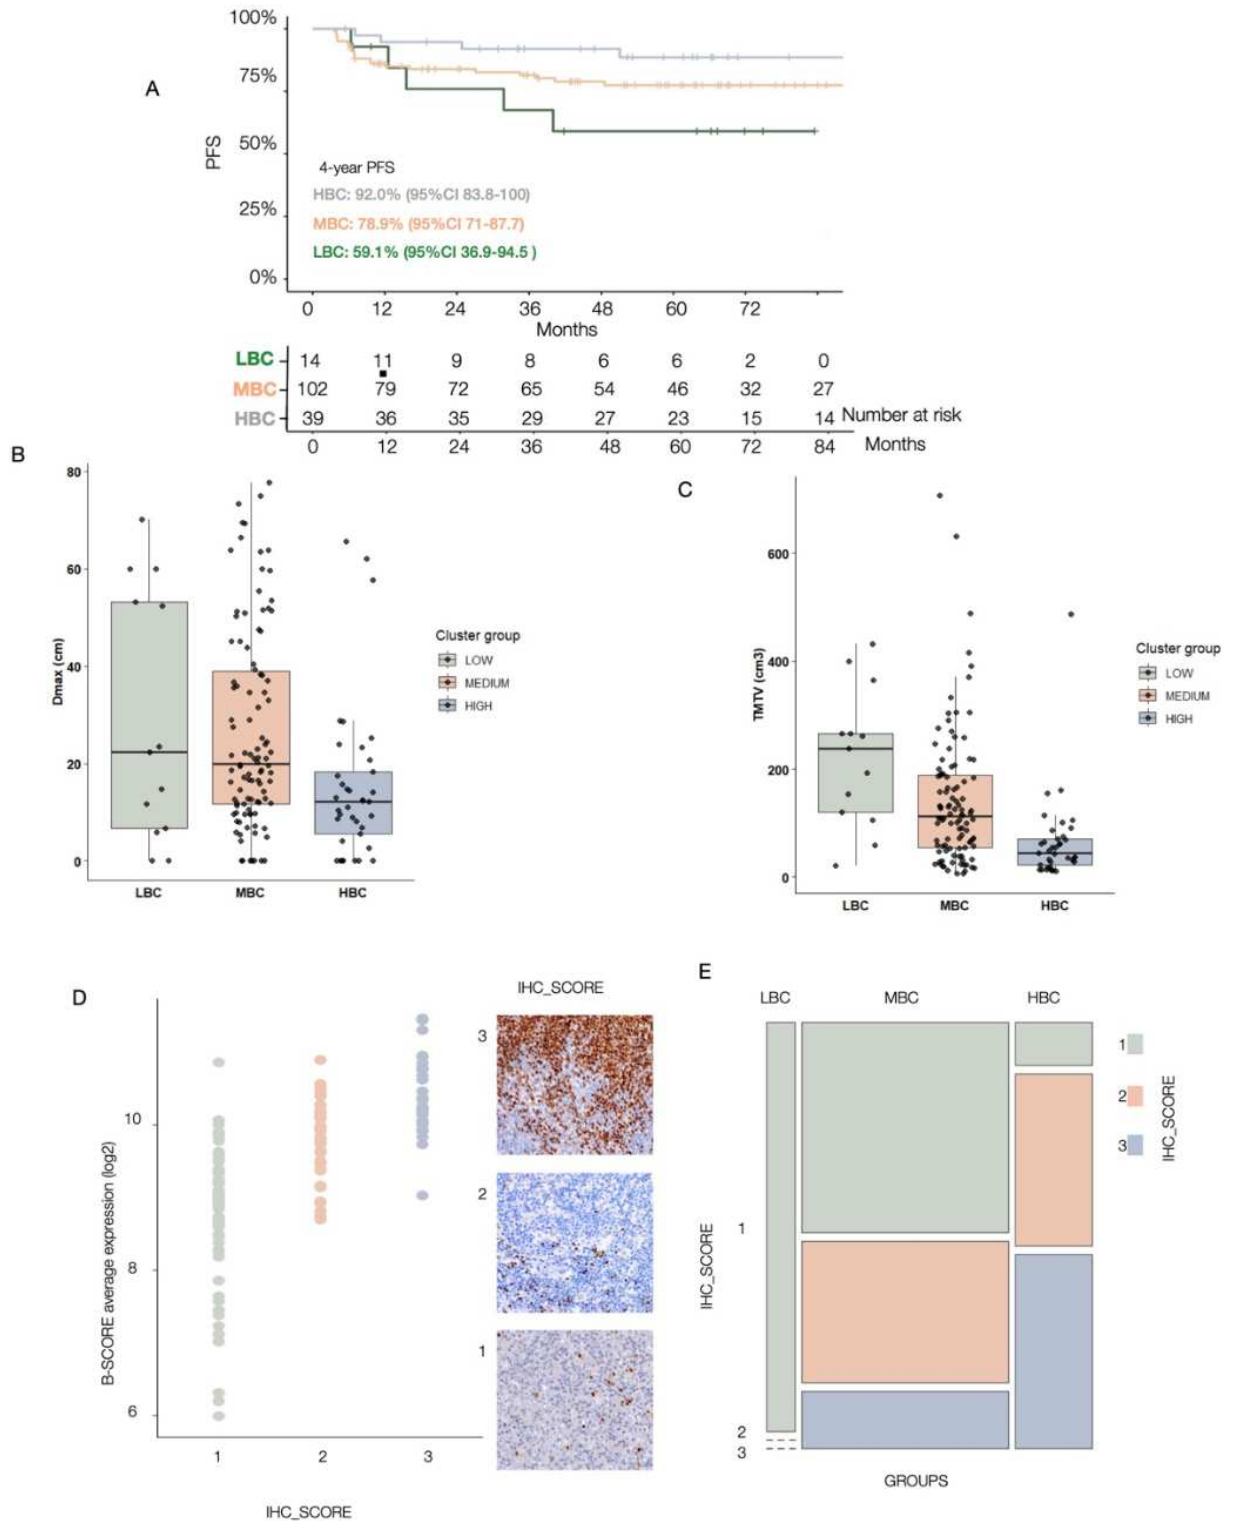 A
100%
75%
50%
25%
0%
PFS
4-year PFS
HBC: 92.0% (95%CI 83.8-100)
MBC: 78.9% (95%CI 71-87.7)
LBC: 59.1% (95%CI 36.9-94.5 )
0 12 24 36 48 60 72
Months
LBC 14 11 9 8 6 6 2 0
MBC 102 79 72 65 54 46 32 27
HBC 39 36 35 29 27 23 15 14 Number at risk
0 12 24 36 48 60 72 84 Months
B
80
60
40
20
0
Dmax (cm)
LBC MBC HBC
Cluster group
LOW
MEDIUM
HIGH
C
600
400
200
0
TMTV (cm3)
LBC MBC HBC
Cluster group
LOW
MEDIUM
HIGH
D
10
8
6
B-SCORE average expression (log2)
1 2 3
IHC_SCORE
IHC_SCORE
3
2
1
E
LBC MBC HBC
1
2
3
IHC_SCORE
IHC_SCORE
1
2
3
GROUPS